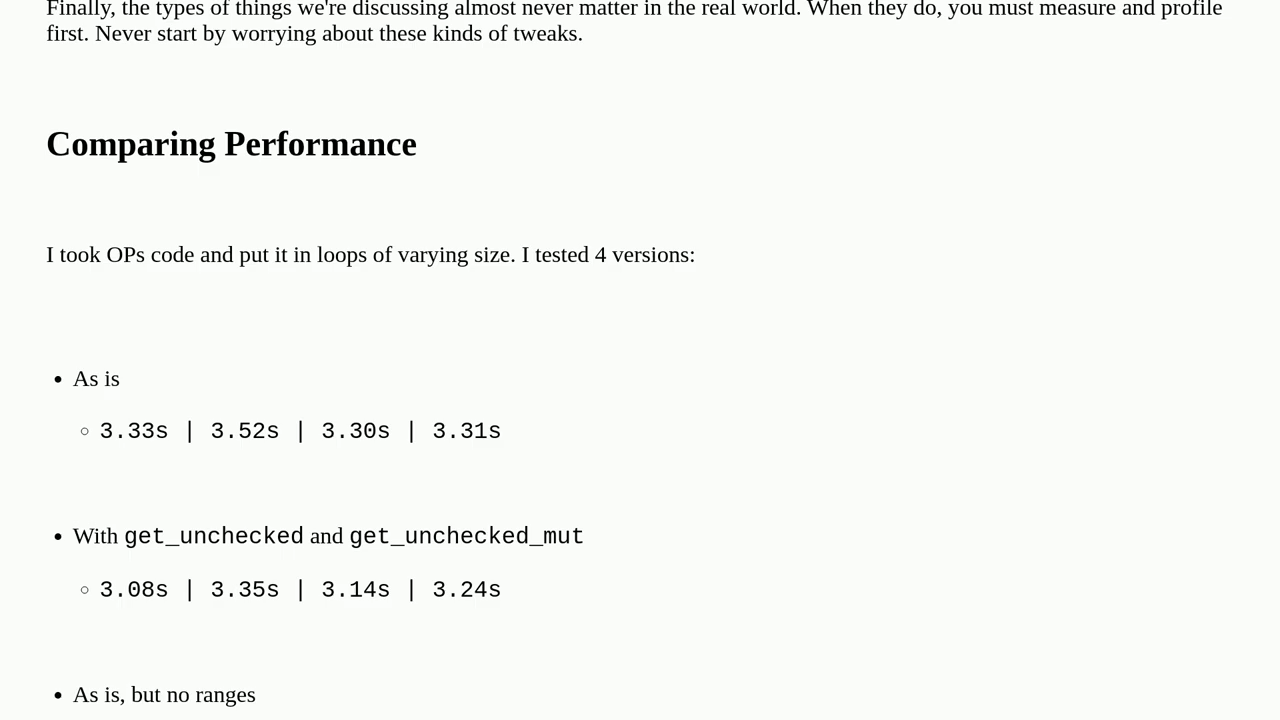 Finally, the types of things we're discussing almost never matter in the real world. When they do, you must measure and profile
first. Never start by worrying about these kinds of tweaks.
Comparing Performance
I took OPs code and put it in loops of varying size. I tested 4 versions:
• As is
○ 3.33s | 3.52s | 3.30s | 3.31s
• With get_unchecked and get_unchecked_mut
○ 3.08s | 3.35s | 3.14s | 3.24s
• As is, but no ranges